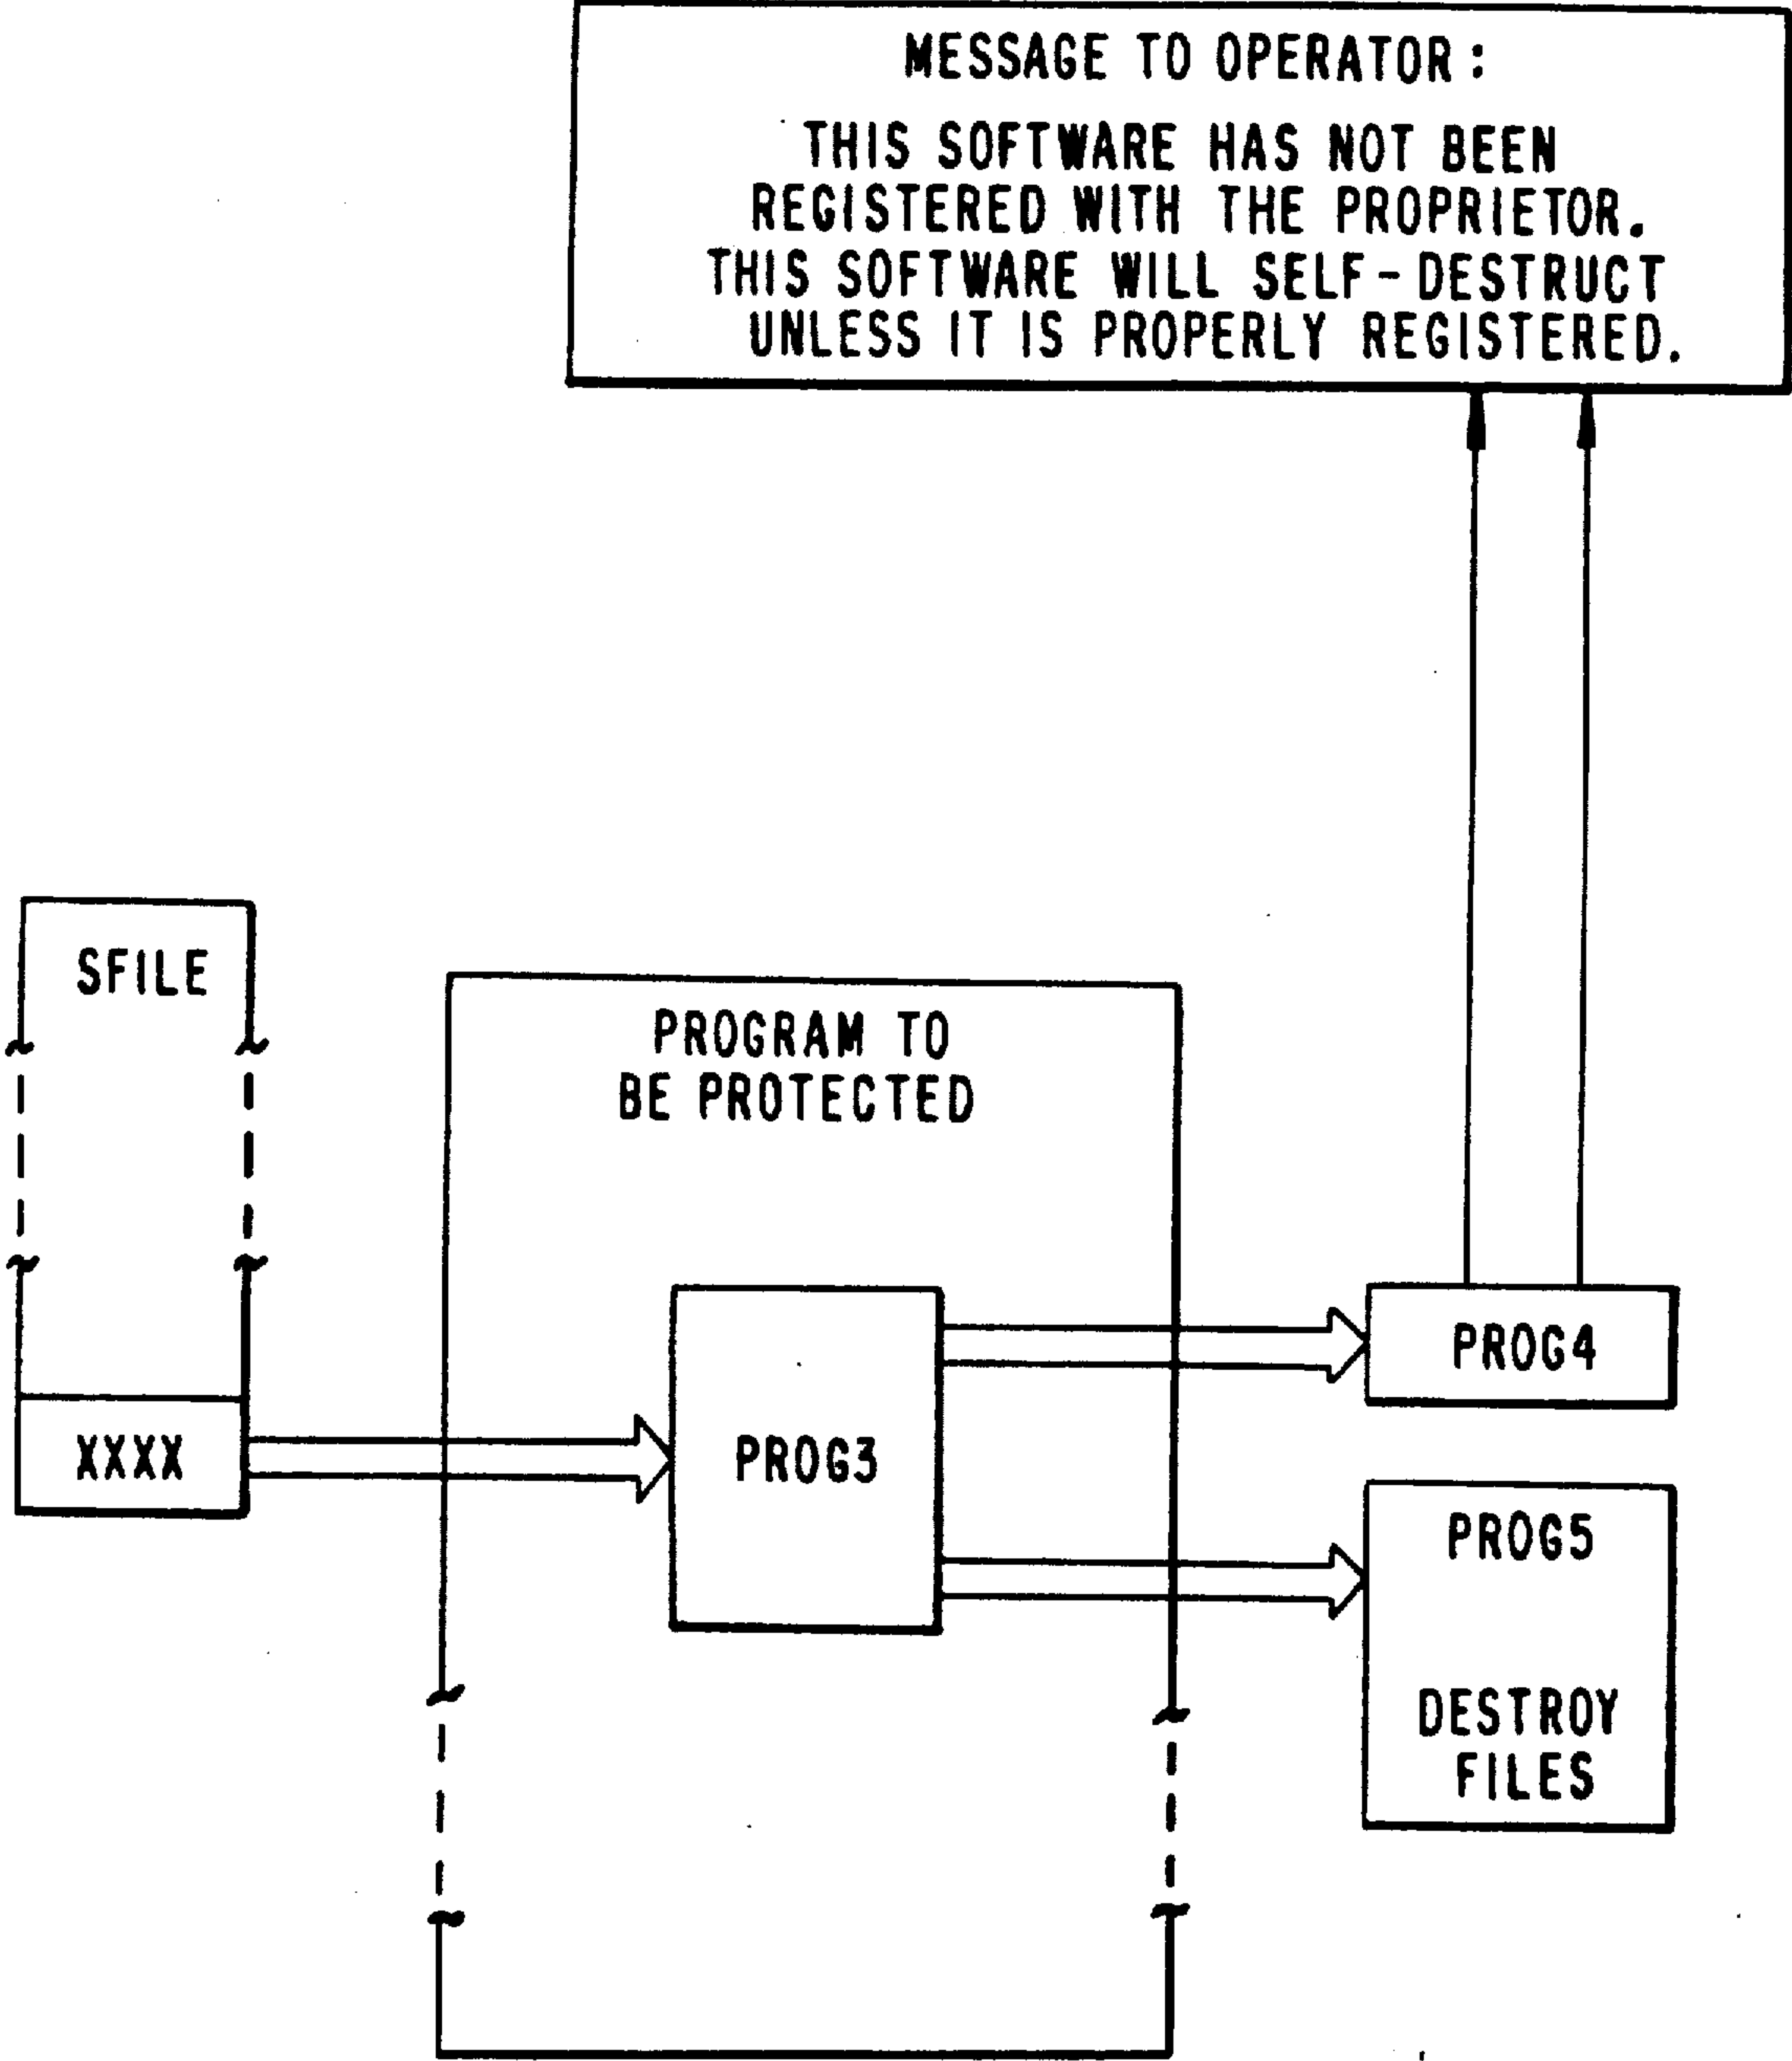 MESSAGE TO OPERATOR:
THIS SOFTWARE HAS NOT BEEN
REGISTERED WITH THE PROPRIETOR.
THIS SOFTWARE WILL SELF-DESTRUCT
UNLESS IT IS PROPERLY REGISTERED.
SFILE
PROGRAM TO
BE PROTECTED
PROG4
XXXX
PROG3
PROG5
DESTROY
FILES